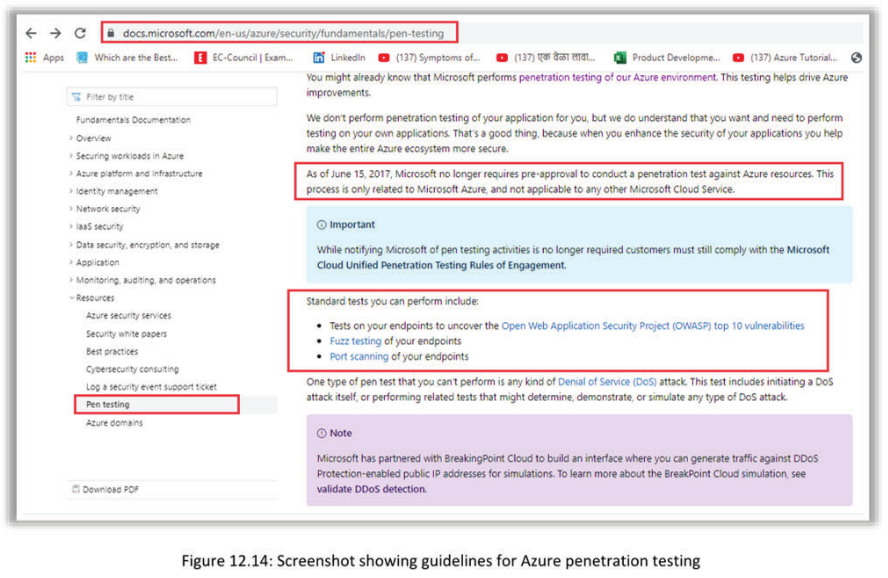 docs.microsoft.com/en-us/azure/security/fundamentals/pen-testing
Apps Which are the Best... EC-Council | Exam... LinkedIn (137) Symptoms of... (137) एक वेळा लावा... Product Developme... (137) Azure Tutorial...
You might already know that Microsoft performs penetration testing of our Azure environment. This testing helps drive Azure
improvements.
Filter by title
Fundamentals Documentation
> Overview
> Securing workloads in Azure
> Azure platform and infrastructure
> Identity management
> Network security
> IaaS security
> Data security, encryption, and storage
> Application
> Monitoring, auditing, and operations
Resources
Azure security services
Security white papers
Best practices
Cybersecurity consulting
Log a security event support ticket
Pen testing
Azure domains
Download PDF
We don't perform penetration testing of your application for you, but we do understand that you want and need to perform
testing on your own applications. That's a good thing, because when you enhance the security of your applications you help
make the entire Azure ecosystem more secure.
As of June 15, 2017, Microsoft no longer requires pre-approval to conduct a penetration test against Azure resources. This
process is only related to Microsoft Azure, and not applicable to any other Microsoft Cloud Service.
Important
While notifying Microsoft of pen testing activities is no longer required customers must still comply with the Microsoft
Cloud Unified Penetration Testing Rules of Engagement.
Standard tests you can perform include:
• Tests on your endpoints to uncover the Open Web Application Security Project (OWASP) top 10 vulnerabilities
• Fuzz testing of your endpoints
• Port scanning of your endpoints
One type of pen test that you can't perform is any kind of Denial of Service (DoS) attack. This test includes initiating a DoS
attack itself, or performing related tests that might determine, demonstrate, or simulate any type of DoS attack.
Note
Microsoft has partnered with BreakingPoint Cloud to build an interface where you can generate traffic against DDoS
Protection-enabled public IP addresses for simulations. To learn more about the BreakPoint Cloud simulation, see
validate DDoS detection.
Figure 12.14: Screenshot showing guidelines for Azure penetration testing